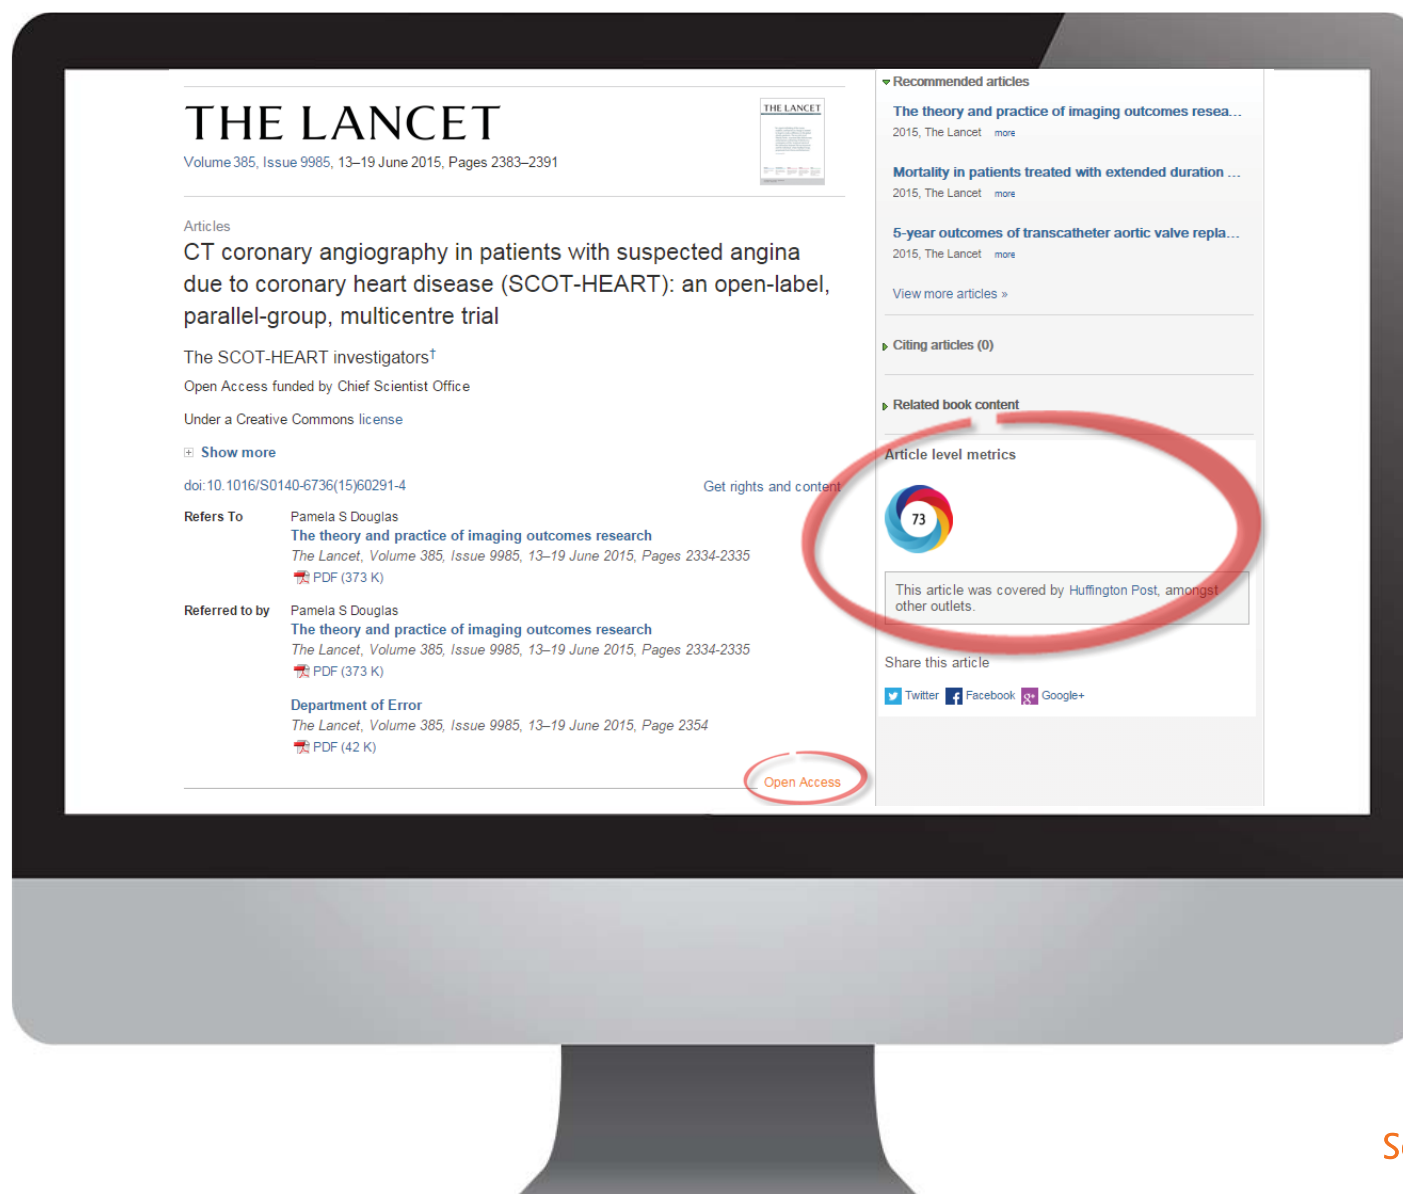 THE LANCET
Volume 385, Issue 9985, 13–19 June 2015, Pages 2383–2391
THE LANCET
Articles
CT coronary angiography in patients with suspected angina
due to coronary heart disease (SCOT-HEART): an open-label,
parallel-group, multicentre trial
The SCOT-HEART investigators†
Open Access funded by Chief Scientist Office
Under a Creative Commons license
Show more
doi:10.1016/S0140-6736(15)60291-4
Get rights and content
Refers To
Pamela S Douglas
The theory and practice of imaging outcomes research
The Lancet, Volume 385, Issue 9985, 13–19 June 2015, Pages 2334-2335
PDF (373 K)
Referred to by
Pamela S Douglas
The theory and practice of imaging outcomes research
The Lancet, Volume 385, Issue 9985, 13–19 June 2015, Pages 2334-2335
PDF (373 K)
Department of Error
The Lancet, Volume 385, Issue 9985, 13–19 June 2015, Page 2354
PDF (42 K)
Open Access
Recommended articles
The theory and practice of imaging outcomes resea...
2015, The Lancet more
Mortality in patients treated with extended duration ...
2015, The Lancet more
5-year outcomes of transcatheter aortic valve repla...
2015, The Lancet more
View more articles »
Citing articles (0)
Related book content
Article level metrics
73
This article was covered by Huffington Post, amongst
other outlets.
Share this article
Twitter Facebook Google+